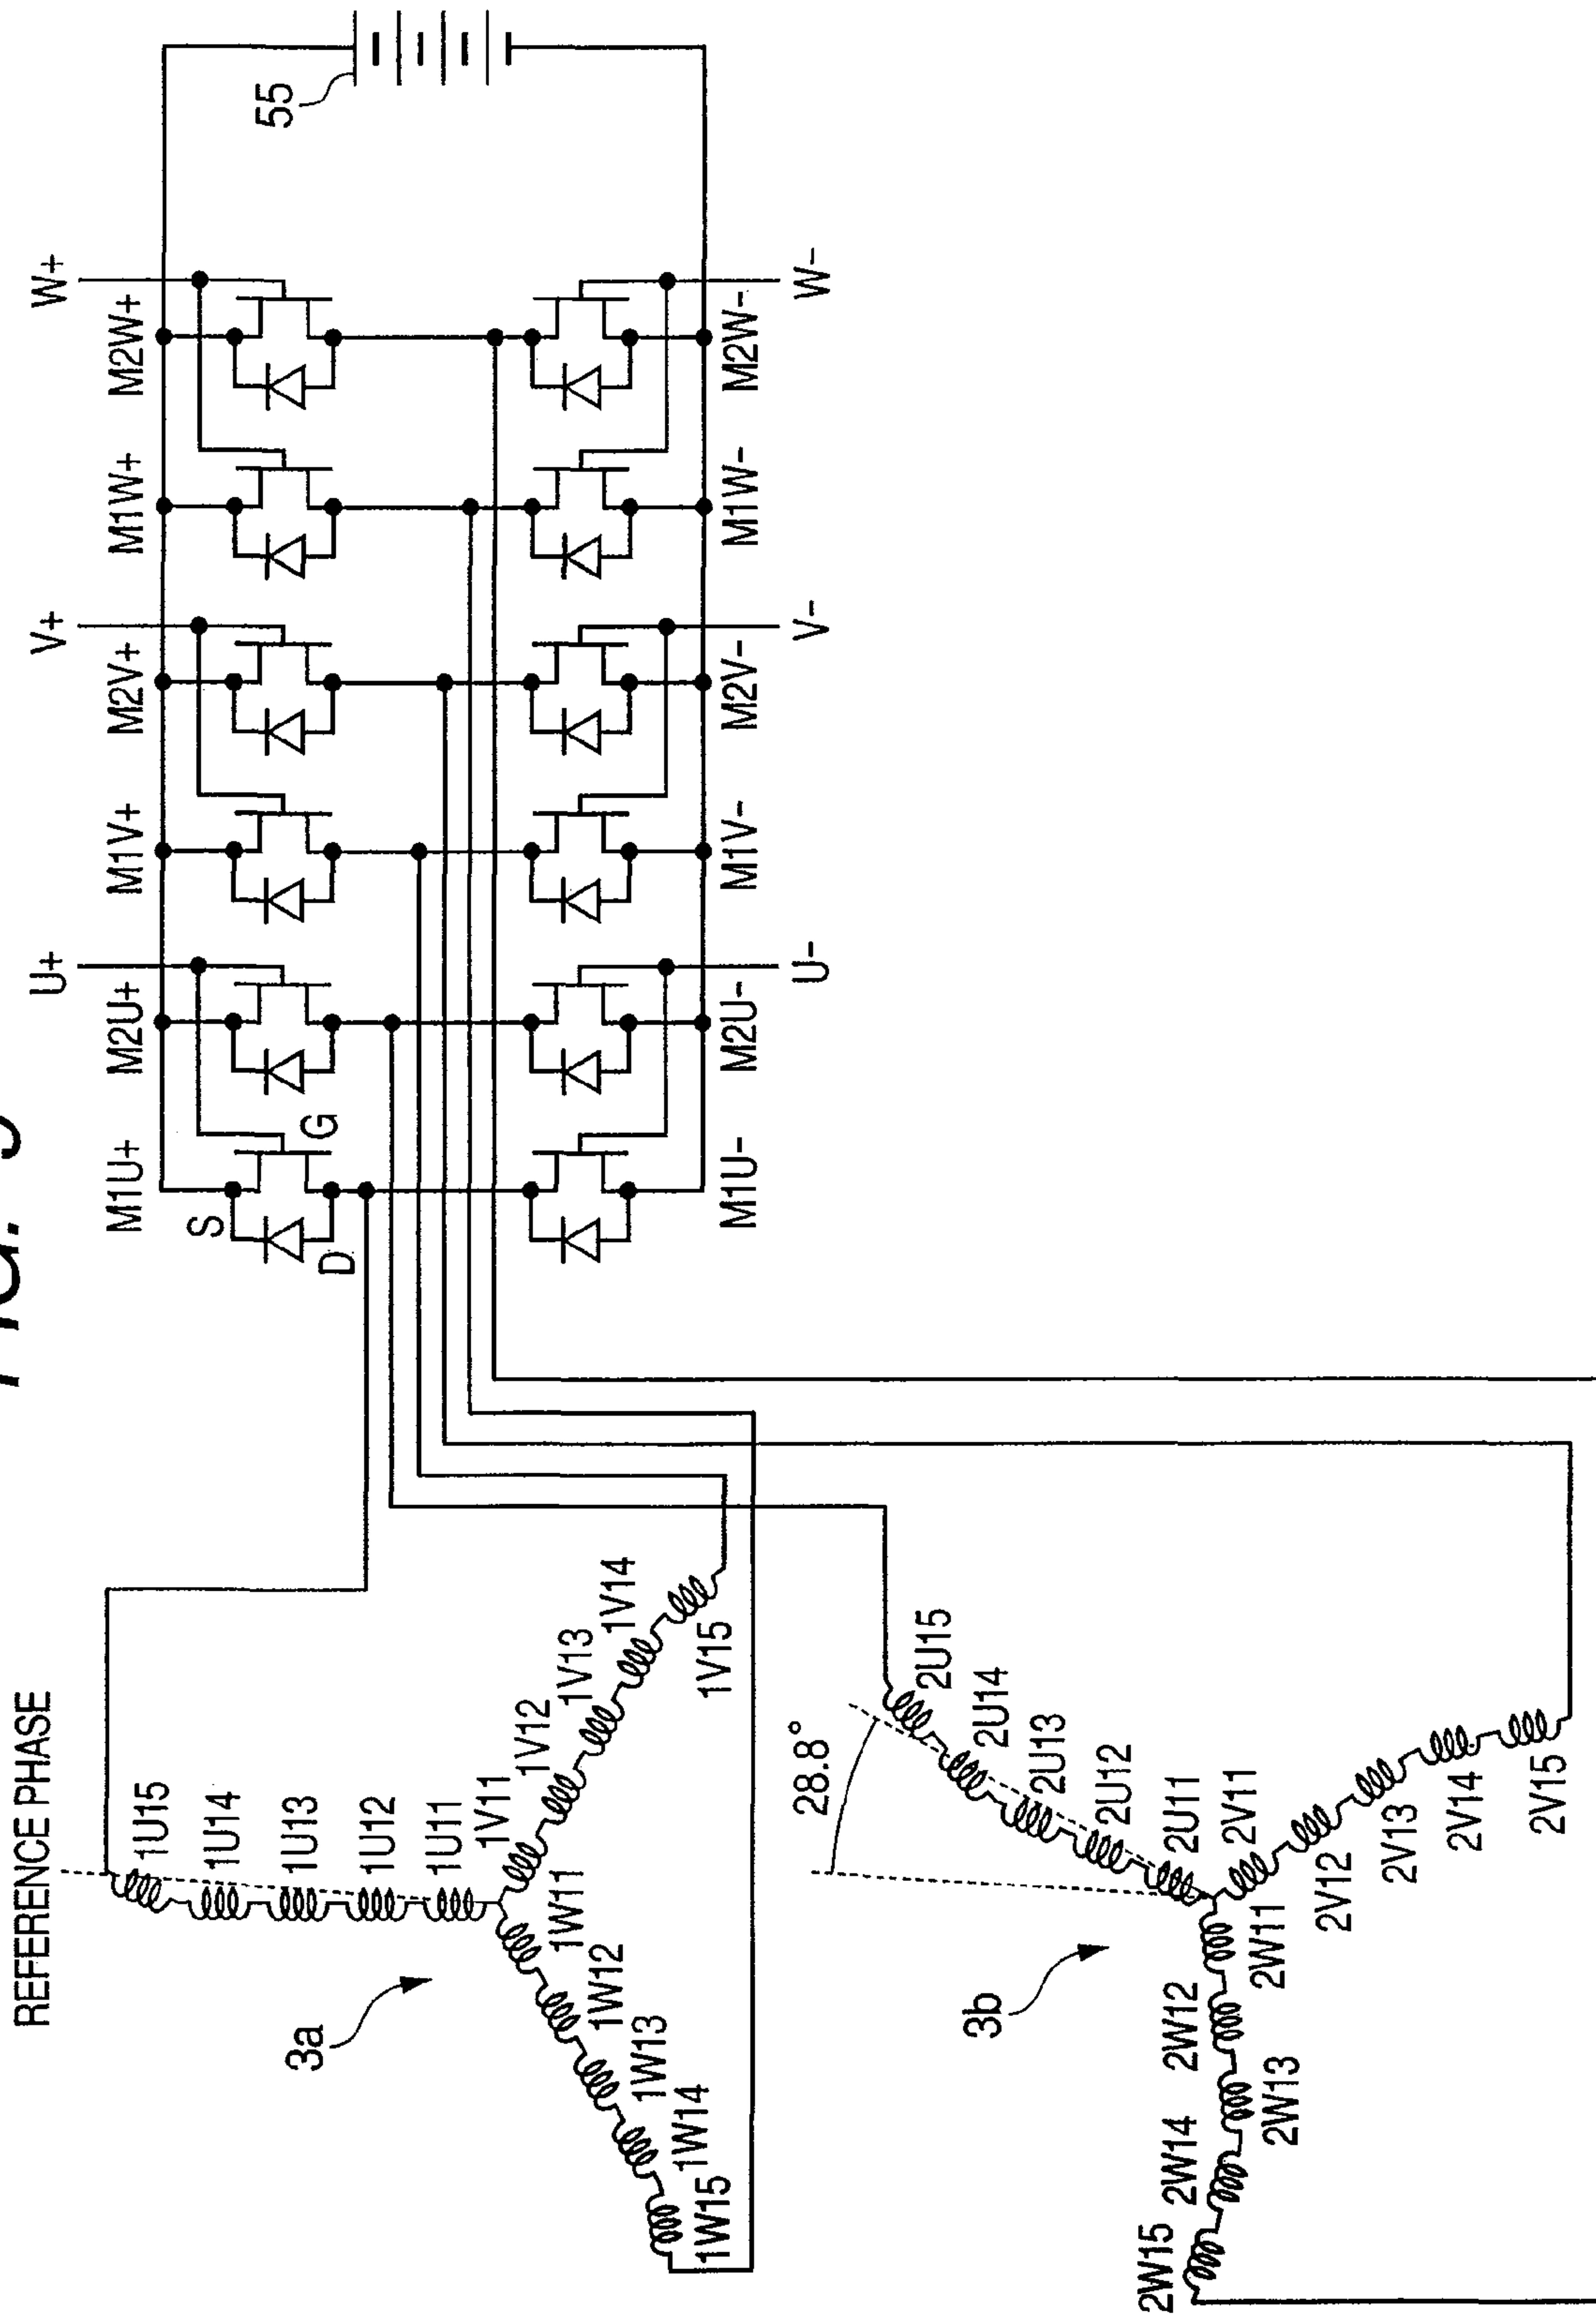 REFERENCE PHASE
1U15
1U14
1U13
1U12
1U11
1V11
1V12
1V13
1V14
1V15
1W11
1W12
1W13
1W14
1W15
3a
28.8°
2U15
2U14
2U13
2U12
2U11
2V11
2V12
2V13
2V14
2V15
2W11
2W12
2W13
2W14
2W15
3b
U+
V+
W+
M1U+
M2U+
M1V+
M2V+
M1W+
M2W+
S
G
D
55
M1U-
M2U-
M1V-
M2V-
M1W-
M2W-
U-
V-
W-